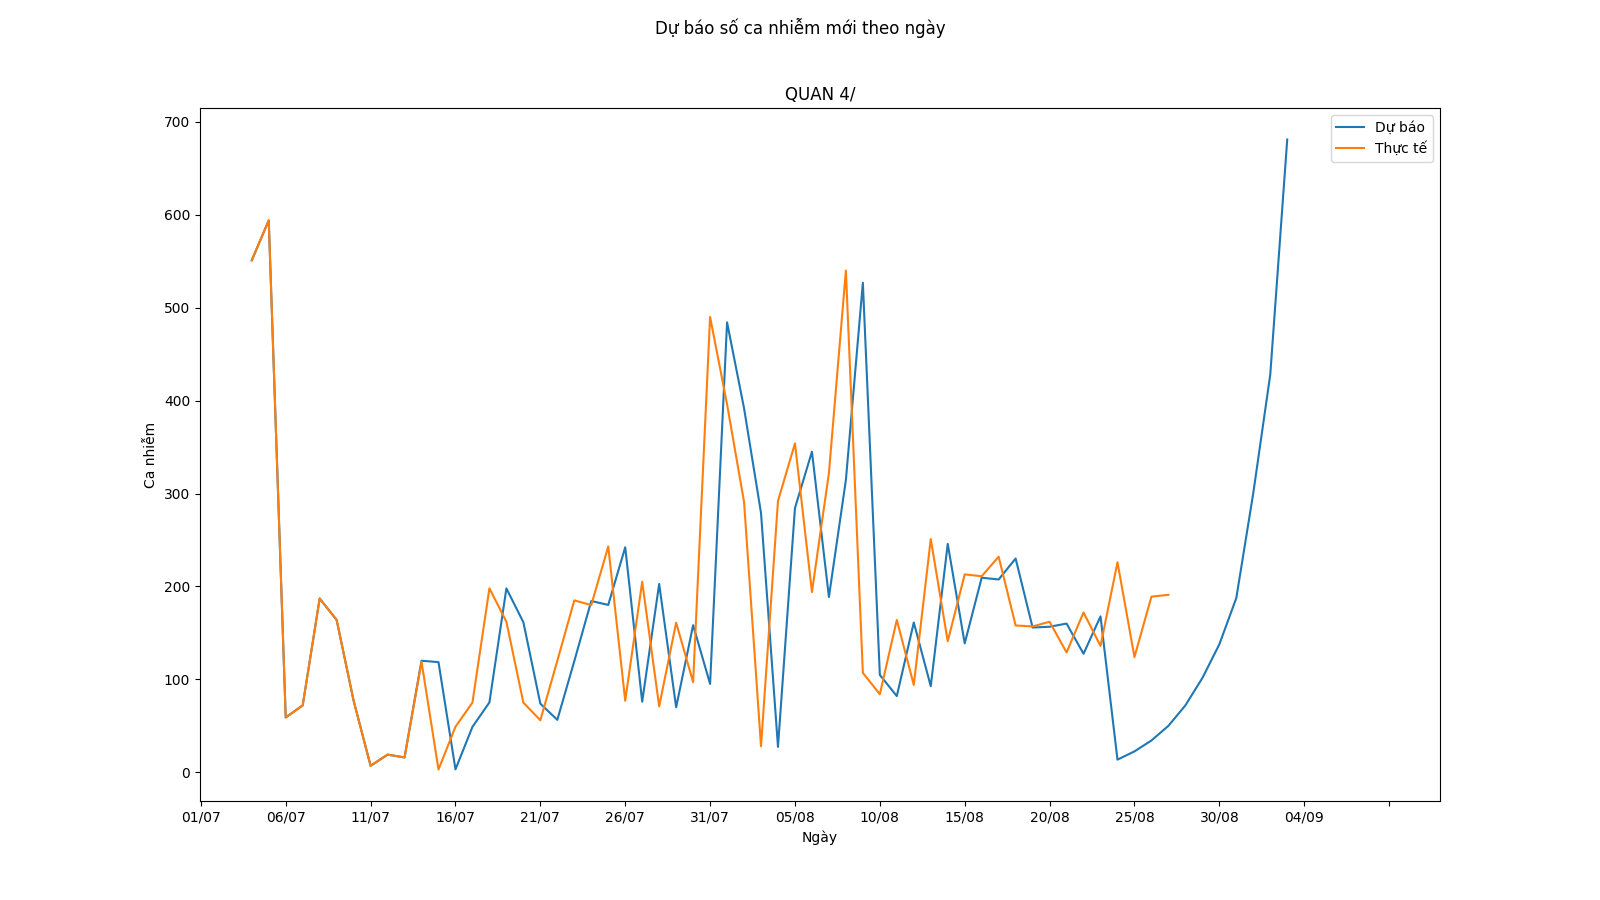 Dự báo số ca nhiễm mới theo ngày
QUAN 4/
Dự báo
Thực tế
700
600
500
400
300
200
100
0
Ca nhiễm
01/07 06/07 11/07 16/07 21/07 26/07 31/07 05/08 10/08 15/08 20/08 25/08 30/08 04/09
Ngày